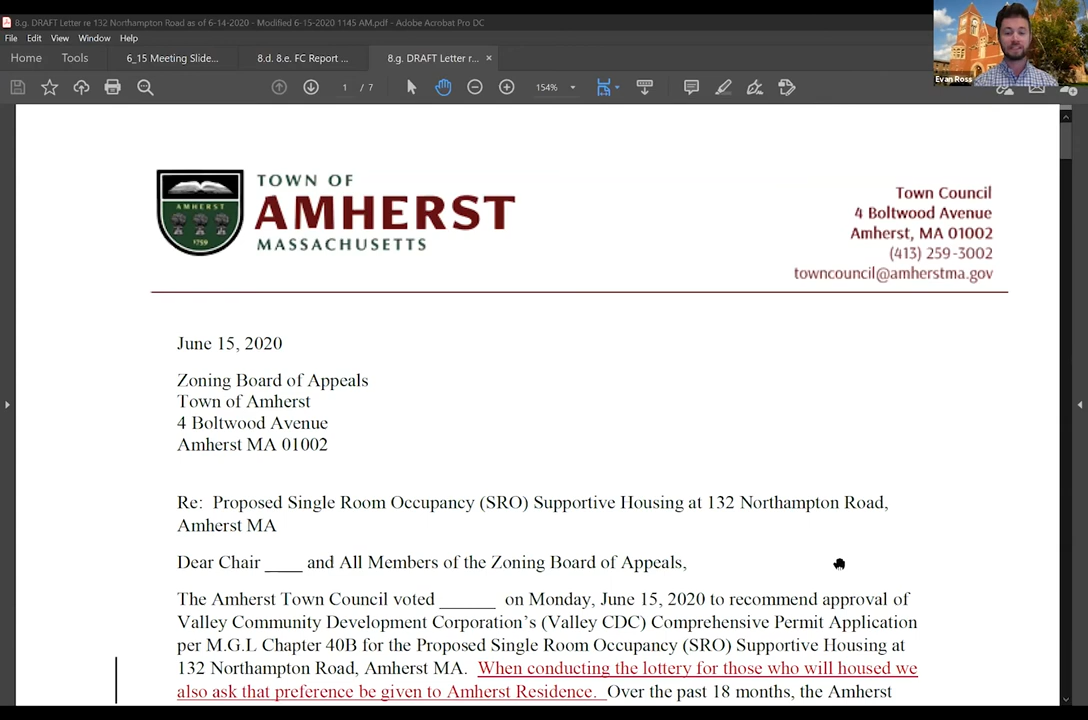 8.g. DRAFT Letter re 132 Northampton Road as of 6-14-2020 - Modified 6-15-2020 1145 AM.pdf - Adobe Acrobat Pro DC
File Edit View Window Help
Home Tools 6_15 Meeting Slide... 8.d. 8.e. FC Report ... 8.g. DRAFT Letter r... ×
1 / 7 154%
Evan Ross
AMHERST
1759
TOWN OF
AMHERST
MASSACHUSETTS
Town Council
4 Boltwood Avenue
Amherst, MA 01002
(413) 259-3002
towncouncil@amherstma.gov
June 15, 2020
Zoning Board of Appeals
Town of Amherst
4 Boltwood Avenue
Amherst MA 01002
Re: Proposed Single Room Occupancy (SRO) Supportive Housing at 132 Northampton Road,
Amherst MA
Dear Chair ____ and All Members of the Zoning Board of Appeals,
The Amherst Town Council voted ______ on Monday, June 15, 2020 to recommend approval of
Valley Community Development Corporation's (Valley CDC) Comprehensive Permit Application
per M.G.L Chapter 40B for the Proposed Single Room Occupancy (SRO) Supportive Housing at
132 Northampton Road, Amherst MA. When conducting the lottery for those who will housed we
also ask that preference be given to Amherst Residence. Over the past 18 months, the Amherst